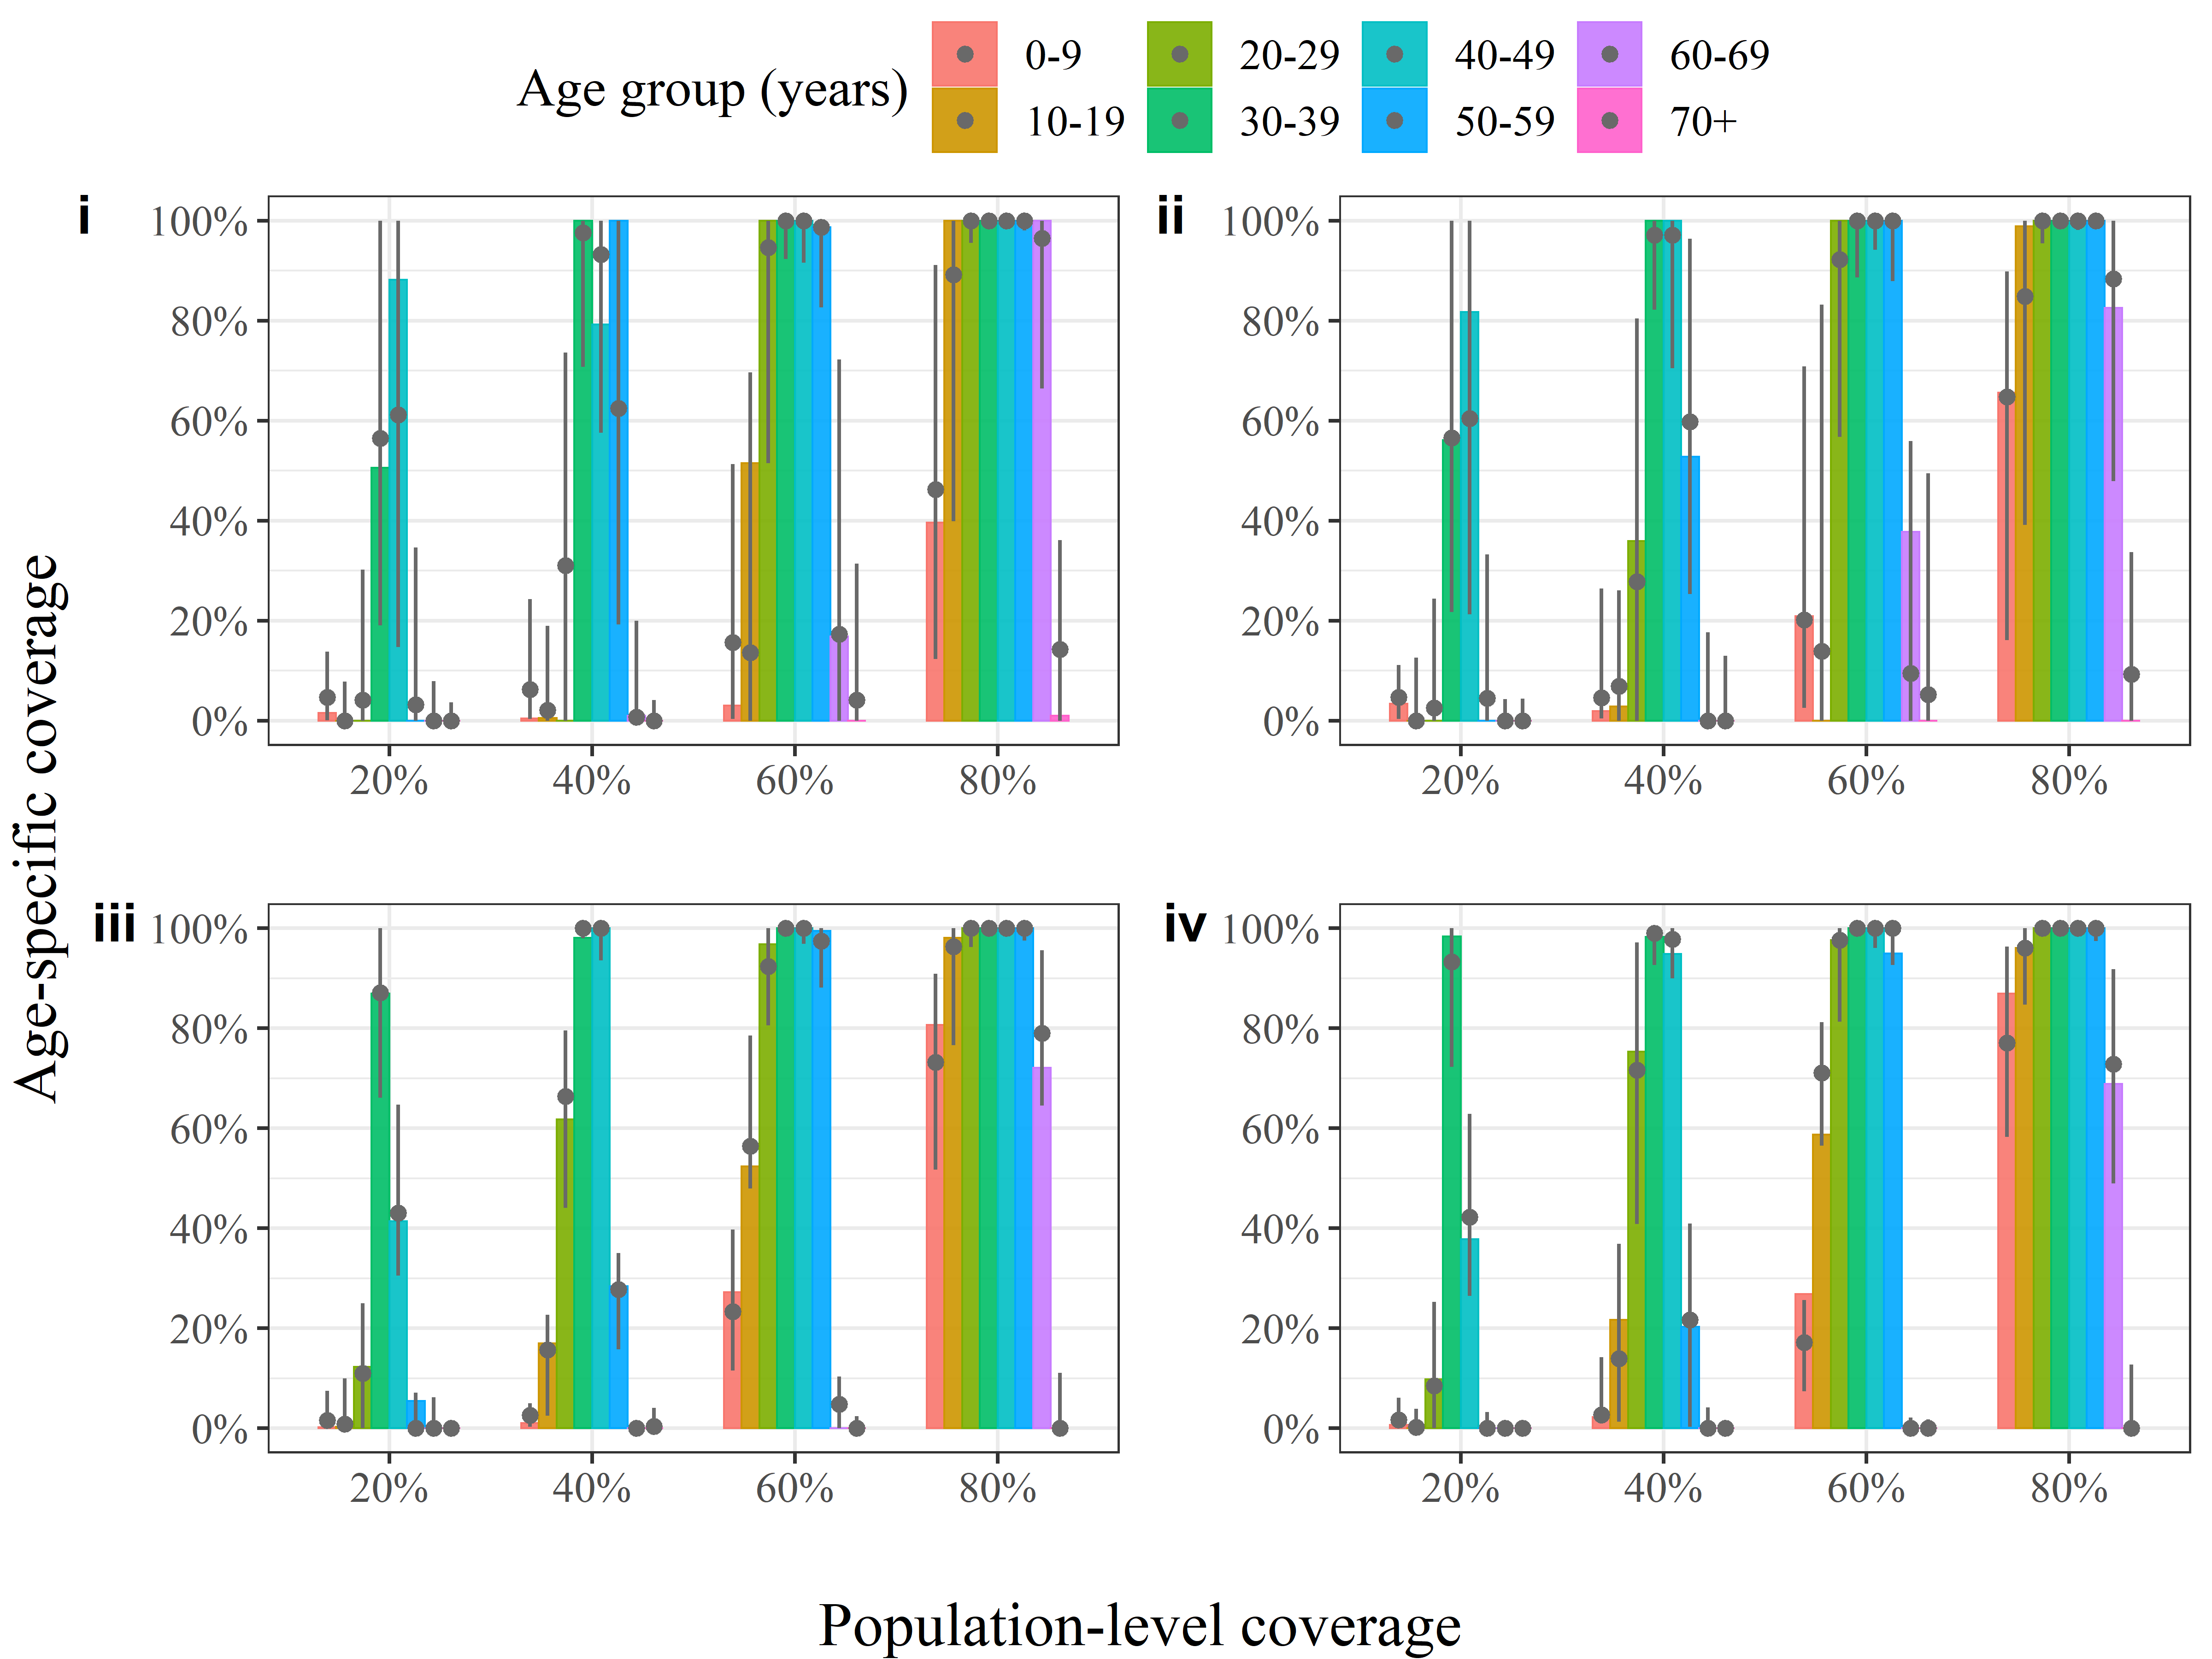 Age group (years)
0-9 20-29 40-49 60-69
10-19 30-39 50-59 70+
i ii
100% 100%
80% 80%
60% 60%
40% 40%
20% 20%
0% 0%
20% 40% 60% 80% 20% 40% 60% 80%
Age-specific coverage
iii iv
100% 100%
80% 80%
60% 60%
40% 40%
20% 20%
0% 0%
20% 40% 60% 80% 20% 40% 60% 80%
Population-level coverage